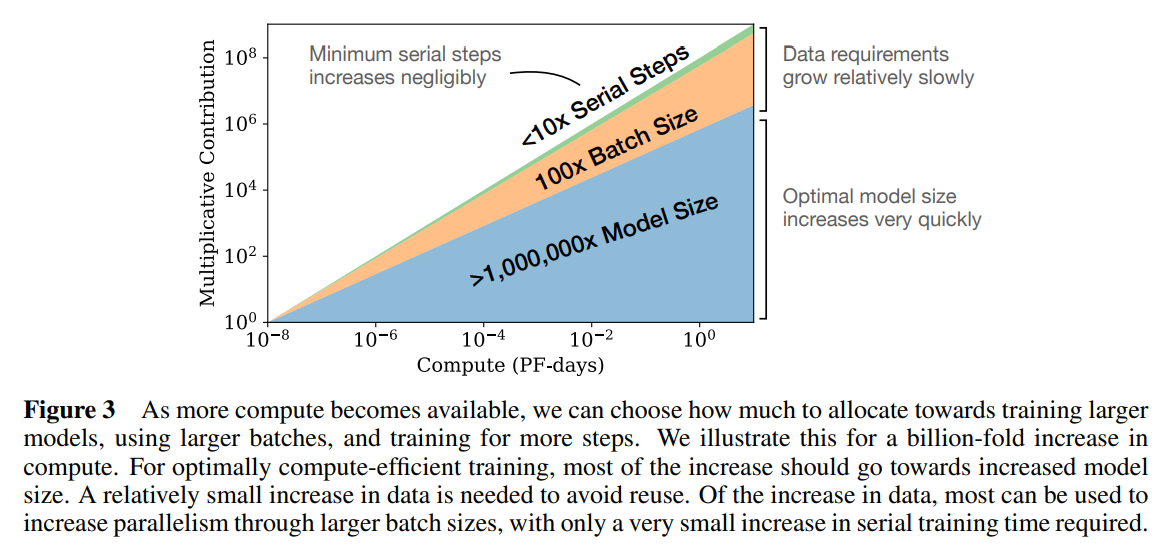 Multiplicative Contribution
10⁸
10⁶
10⁴
10²
10⁰
Minimum serial steps
increases negligibly
<10x Serial Steps
100x Batch Size
>1,000,000x Model Size
Data requirements
grow relatively slowly
Optimal model size
increases very quickly
10⁻⁸
10⁻⁶
10⁻⁴
10⁻²
10⁰
Compute (PF-days)
Figure 3 As more compute becomes available, we can choose how much to allocate towards training larger
models, using larger batches, and training for more steps. We illustrate this for a billion-fold increase in
compute. For optimally compute-efficient training, most of the increase should go towards increased model
size. A relatively small increase in data is needed to avoid reuse. Of the increase in data, most can be used to
increase parallelism through larger batch sizes, with only a very small increase in serial training time required.